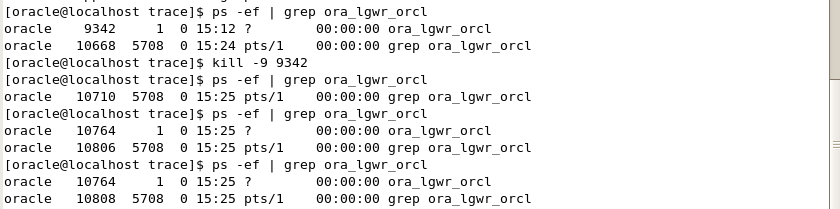 [oracle@localhost trace]$ ps -ef | grep ora_lgwr_orcl
oracle    9342     1  0 15:12 ?        00:00:00 ora_lgwr_orcl
oracle   10668  5708  0 15:24 pts/1    00:00:00 grep ora_lgwr_orcl
[oracle@localhost trace]$ kill -9 9342
[oracle@localhost trace]$ ps -ef | grep ora_lgwr_orcl
oracle   10710  5708  0 15:25 pts/1    00:00:00 grep ora_lgwr_orcl
[oracle@localhost trace]$ ps -ef | grep ora_lgwr_orcl
oracle   10764     1  0 15:25 ?        00:00:00 ora_lgwr_orcl
oracle   10806  5708  0 15:25 pts/1    00:00:00 grep ora_lgwr_orcl
[oracle@localhost trace]$ ps -ef | grep ora_lgwr_orcl
oracle   10764     1  0 15:25 ?        00:00:00 ora_lgwr_orcl
oracle   10808  5708  0 15:25 pts/1    00:00:00 grep ora_lgwr_orcl